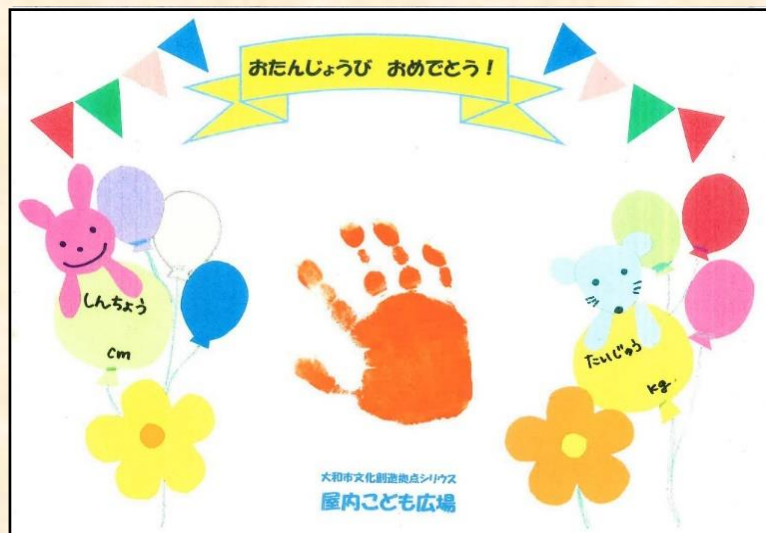 おたんじょうび　おめでとう！
しんちょう
cm
たいじゅう
kg
大和市文化創造拠点シリウス
屋内こども広場